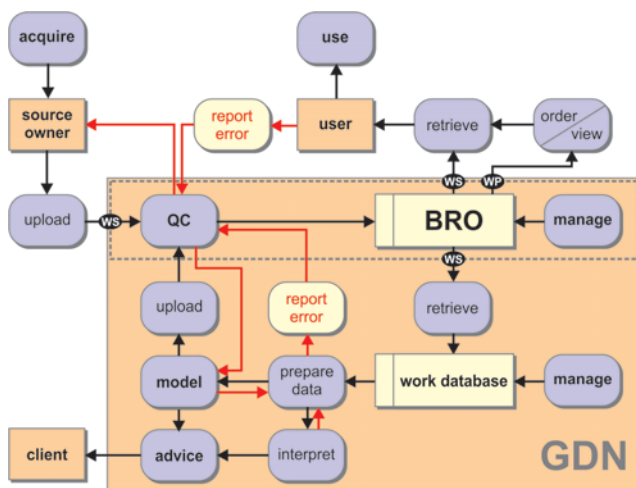 acquire
use
source
owner
report
error
user
retrieve
order
view
upload
WS
QC
WS
WP
BRO
manage
WS
upload
report
error
retrieve
model
prepare
data
work database
manage
client
advice
interpret
GDN